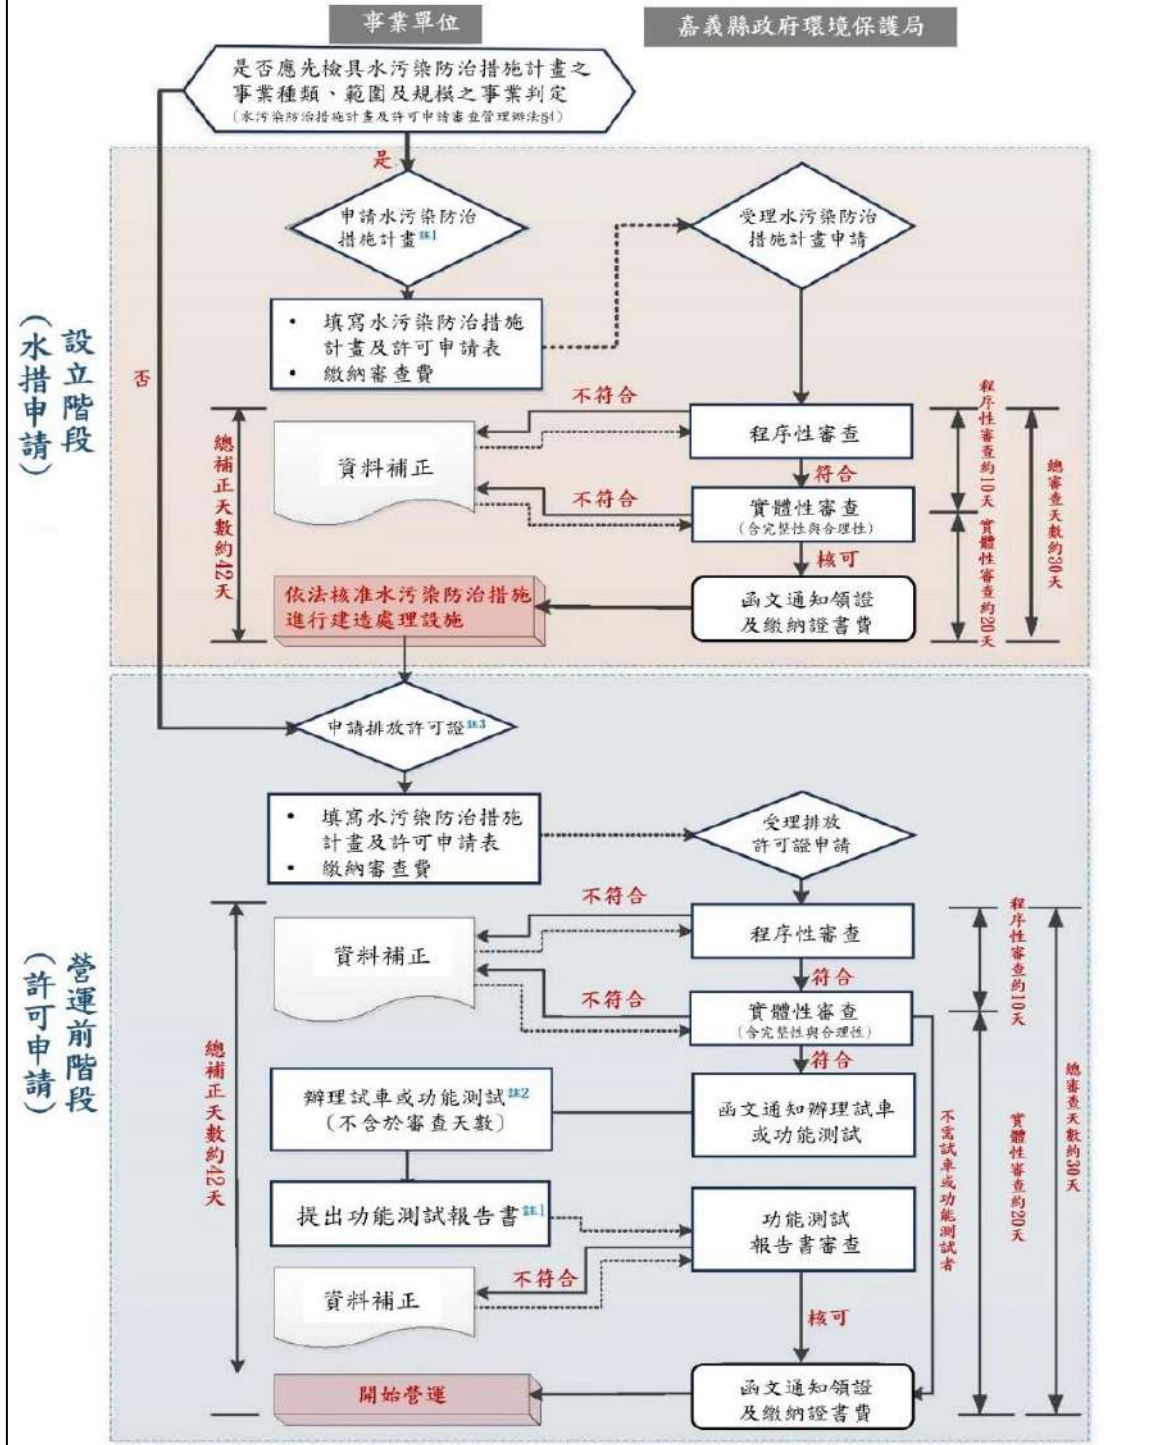 事業單位
嘉義縣政府環境保護局
是否應先檢具水污染防治措施計畫之
事業種類、範圍及規模之事業判定
(水污染防治措施計畫及許可申請審查管理辦法§4)
是
否
設立階段
(水措申請)
申請水污染防治
措施計畫註1
受理水污染防治
措施計畫申請
• 填寫水污染防治措施
計畫及許可申請表
• 繳納審查費
不符合
程序性審查
資料補正
符合
不符合
實體性審查
(含完整性與合理性)
核可
依法核准水污染防治措施
進行建造處理設施
函文通知領證
及繳納證書費
總補正天數約42天
程序性審查約10天
實體性審查約20天
總審查天數約30天
營運前階段
(許可申請)
申請排放許可證註3
• 填寫水污染防治措施
計畫及許可申請表
• 繳納審查費
受理排放
許可證申請
不符合
程序性審查
資料補正
符合
不符合
實體性審查
(含完整性與合理性)
符合
辦理試車或功能測試註2
(不含於審查天數)
函文通知辦理試車
或功能測試
提出功能測試報告書註1
功能測試
報告書審查
不符合
資料補正
核可
開始營運
函文通知領證
及繳納證書費
總補正天數約42天
不需試車或功能測試者
程序性審查約10天
實體性審查約20天
總審查天數約30天